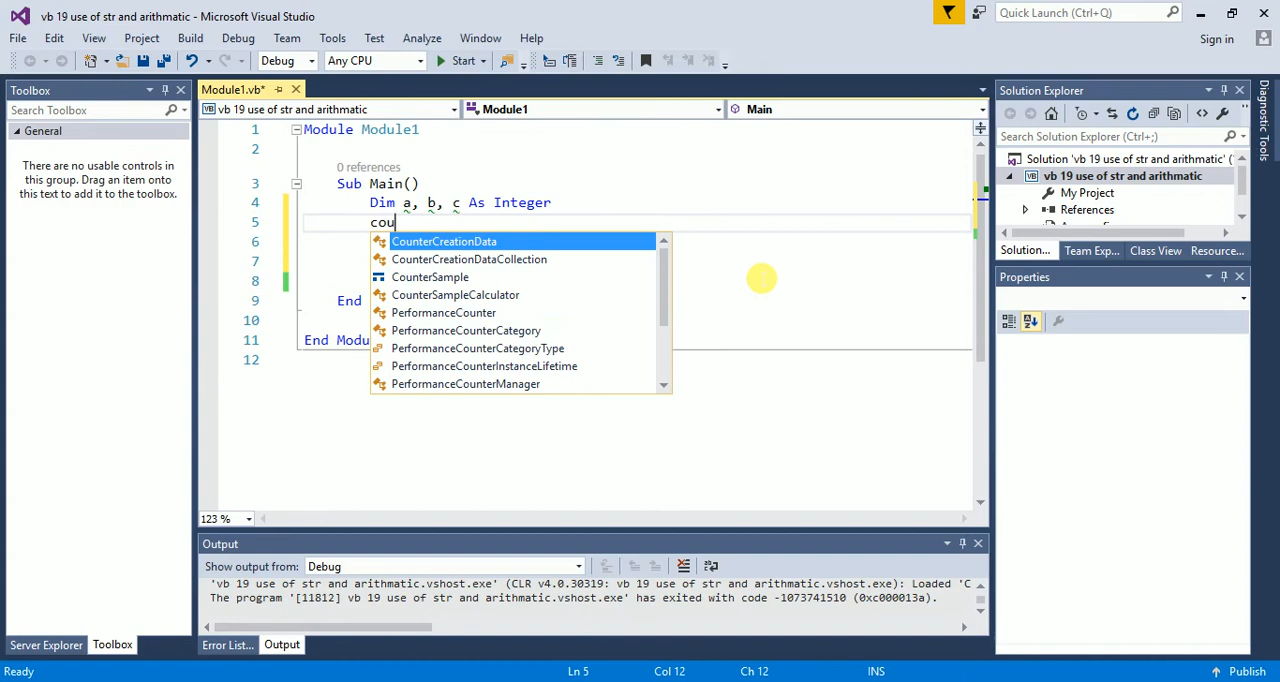 vb 19 use of str and arithmatic - Microsoft Visual Studio
Quick Launch (Ctrl+Q)
File Edit View Project Build Debug Team Tools Test Analyze Window Help
Sign in
Debug Any CPU Start
Toolbox
Search Toolbox
General
There are no usable controls in
this group. Drag an item onto
this text to add it to the toolbox.
Server Explorer Toolbox
Module1.vb*
vb 19 use of str and arithmatic Module1 Main
1 Module Module1
2
0 references
3 Sub Main()
4 Dim a, b, c As Integer
5 cou
6
7
8
9 End
10
11 End Modu
12
CounterCreationData
CounterCreationDataCollection
CounterSample
CounterSampleCalculator
PerformanceCounter
PerformanceCounterCategory
PerformanceCounterCategoryType
PerformanceCounterInstanceLifetime
PerformanceCounterManager
123 %
Output
Show output from: Debug
'vb 19 use of str and arithmatic.vshost.exe' (CLR v4.0.30319: vb 19 use of str and arithmatic.vshost.exe): Loaded 'C
The program '[11812] vb 19 use of str and arithmatic.vshost.exe' has exited with code -1073741510 (0xc000013a).
Error List... Output
Solution Explorer
Search Solution Explorer (Ctrl+;)
Solution 'vb 19 use of str and arithmatic' (
vb 19 use of str and arithmatic
My Project
References
Solution... Team Exp... Class View Resource...
Properties
Diagnostic Tools
Ready Ln 5 Col 12 Ch 12 INS Publish